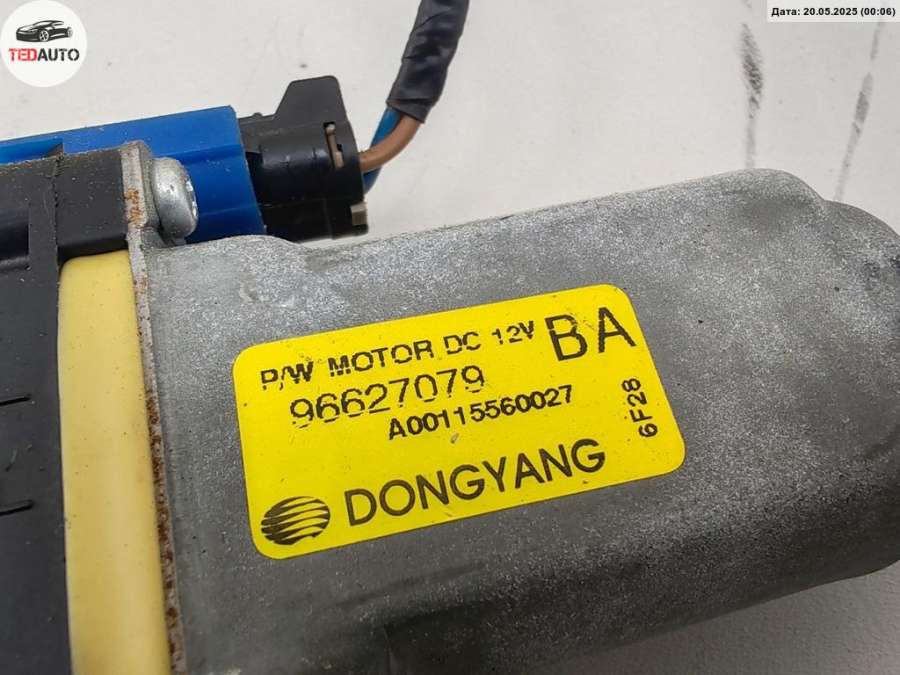 Дата: 20.05.2025 (00:06)
TEDAUTO
P/W MOTOR DC 12V BA
96627079
A00115560027
6F28
DONGYANG